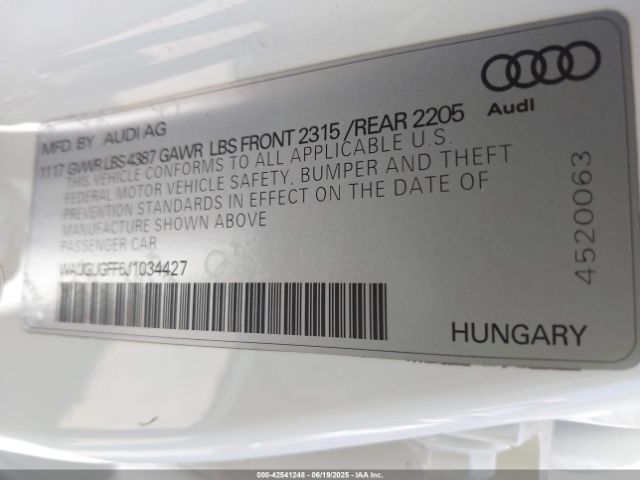 Audi
MFD. BY AUDI AG
11 17 GVWR LBS 4387 GAWR LBS FRONT 2315 / REAR 2205
THIS VEHICLE CONFORMS TO ALL APPLICABLE U.S.
FEDERAL MOTOR VEHICLE SAFETY, BUMPER AND THEFT
PREVENTION STANDARDS IN EFFECT ON THE DATE OF
MANUFACTURE SHOWN ABOVE
PASSENGER CAR
WAUGUGFF6J1034427
4520063
HUNGARY
000-42541248 - 06/19/2025 - IAA Corp.